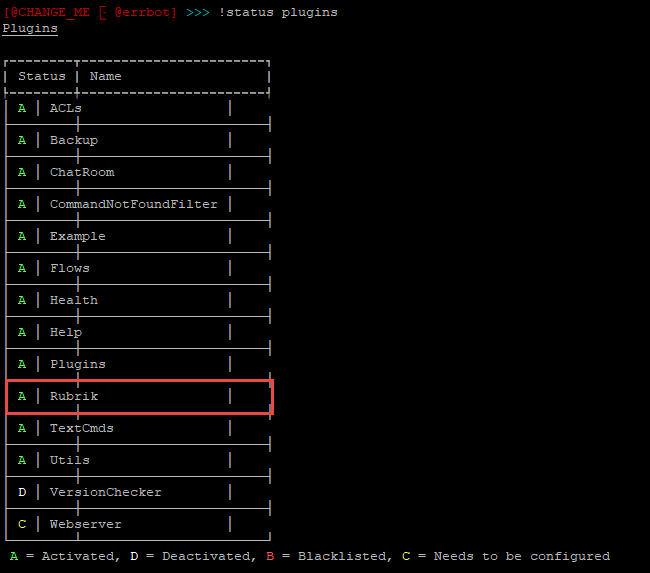 [@CHANGE_ME @errbot] >>> !status plugins
Plugins
Status Name
A ACLs
A Backup
A ChatRoom
A CommandNotFoundFilter
A Example
A Flows
A Health
A Help
A Plugins
A Rubrik
A TextCmds
A Utils
D VersionChecker
C Webserver
A = Activated, D = Deactivated, B = Blacklisted, C = Needs to be configured